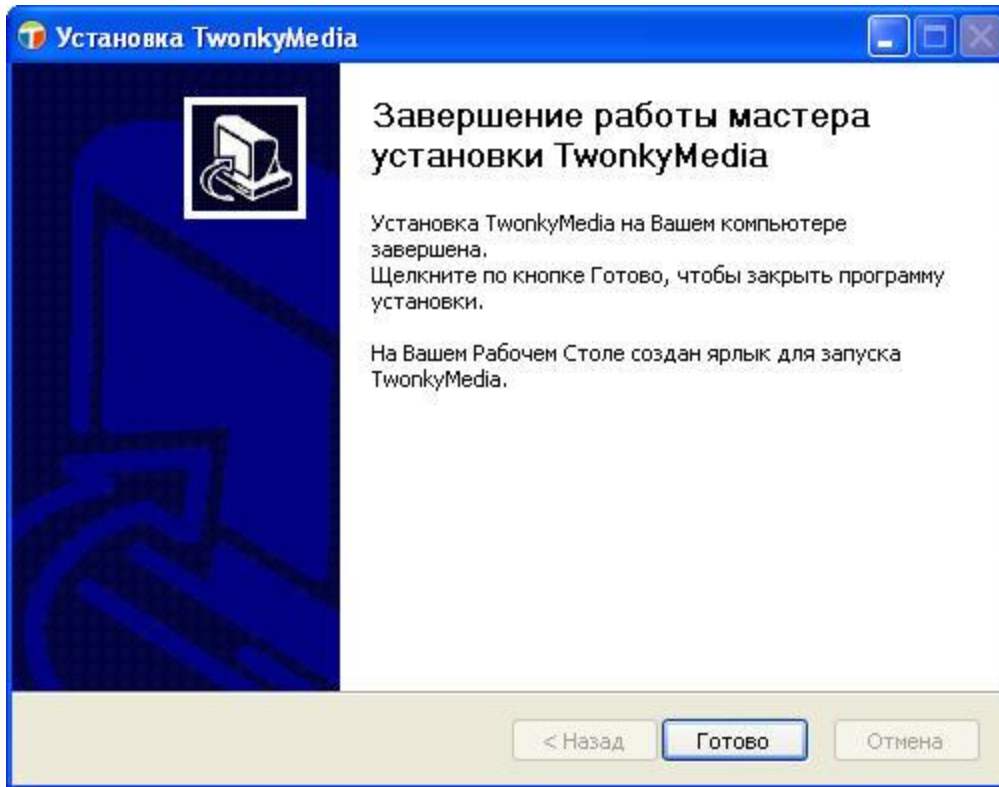 Установка TwonkyMedia
Завершение работы мастера
установки TwonkyMedia
Установка TwonkyMedia на Вашем компьютере
завершена.
Щелкните по кнопке Готово, чтобы закрыть программу
установки.
На Вашем Рабочем Столе создан ярлык для запуска
TwonkyMedia.
< Назад Готово Отмена